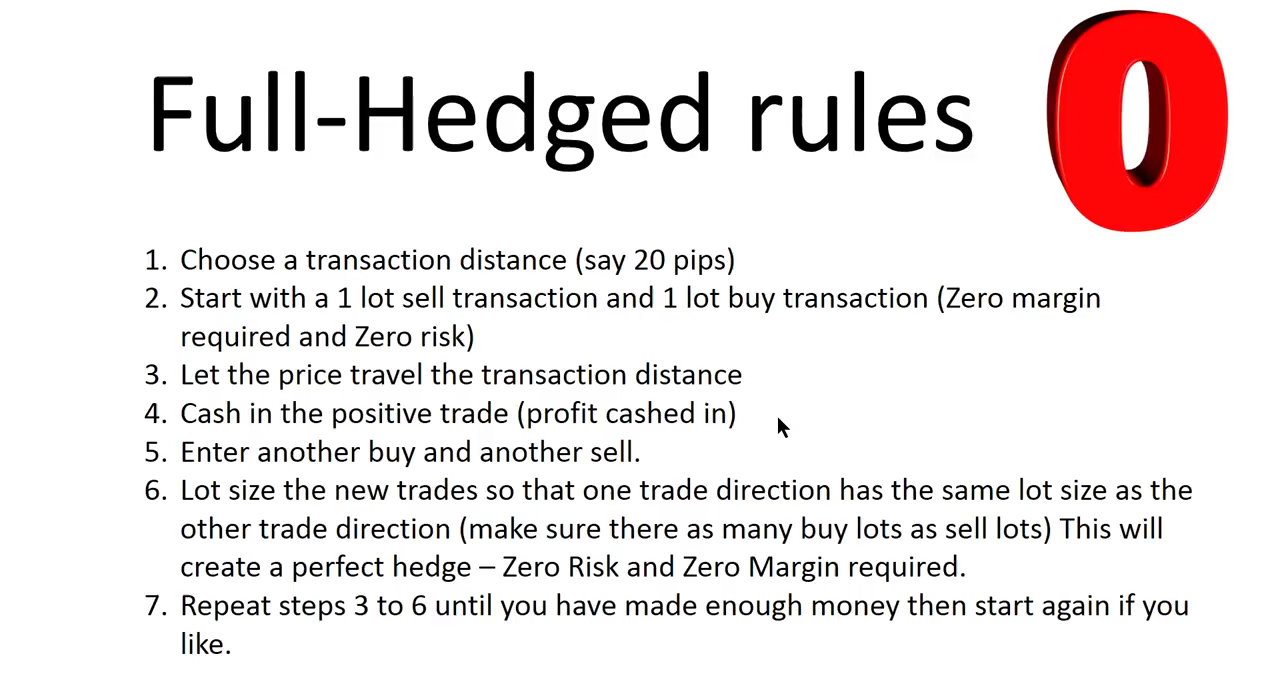 Full-Hedged rules
0
1. Choose a transaction distance (say 20 pips)
2. Start with a 1 lot sell transaction and 1 lot buy transaction (Zero margin
required and Zero risk)
3. Let the price travel the transaction distance
4. Cash in the positive trade (profit cashed in)
5. Enter another buy and another sell.
6. Lot size the new trades so that one trade direction has the same lot size as the
other trade direction (make sure there as many buy lots as sell lots) This will
create a perfect hedge – Zero Risk and Zero Margin required.
7. Repeat steps 3 to 6 until you have made enough money then start again if you
like.